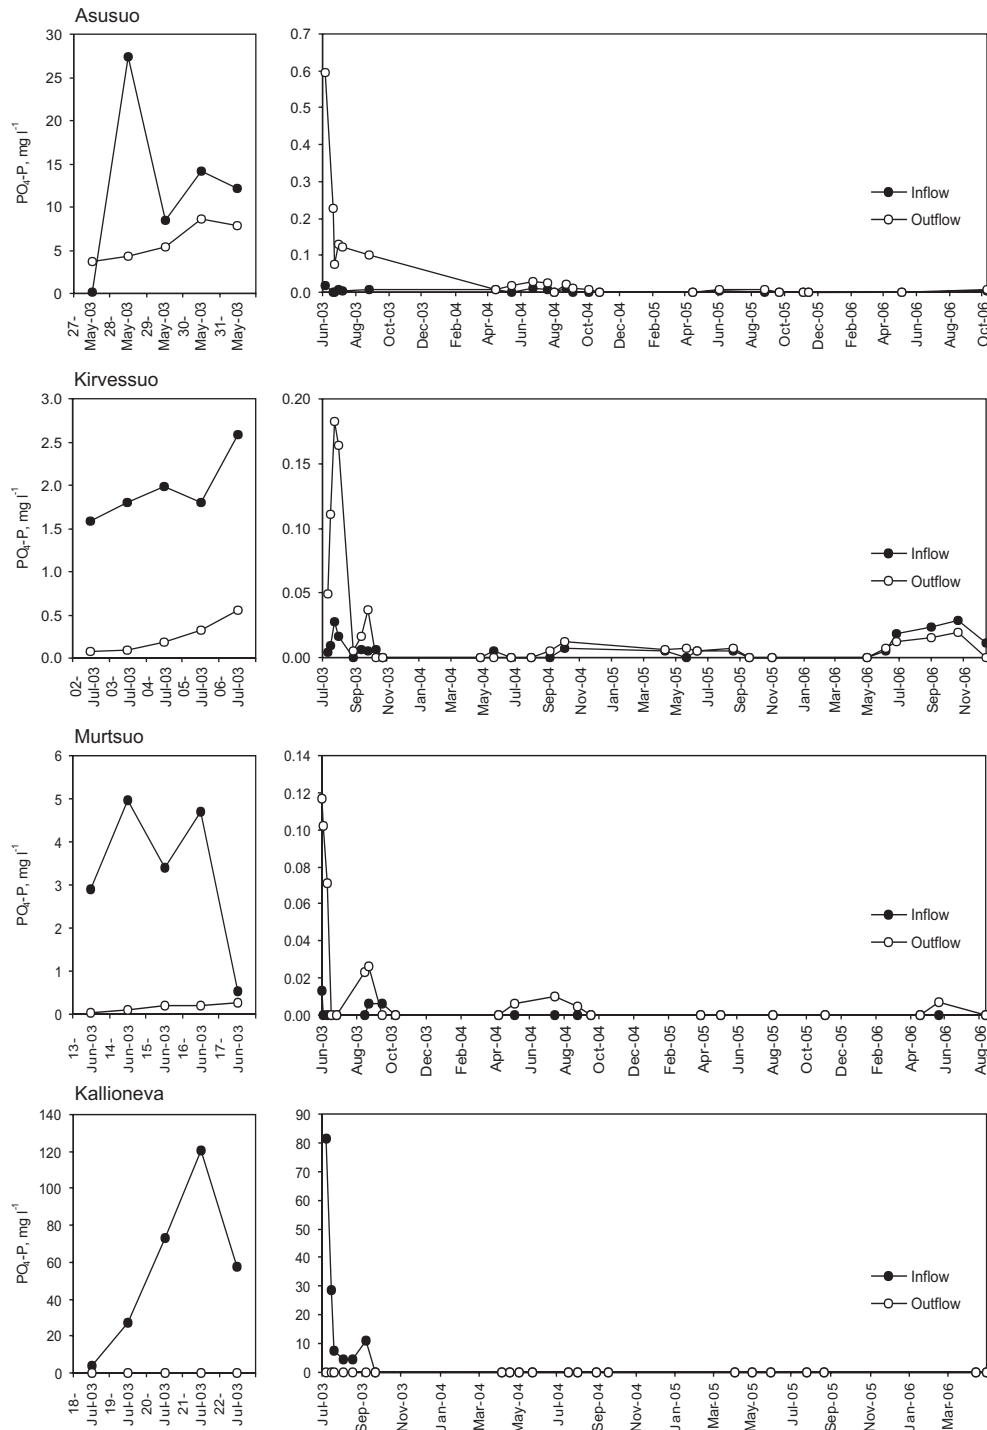 Asusuo
PO₄-P, mg l⁻¹
30
25
20
15
10
5
0
27-May-03
28-May-03
29-May-03
30-May-03
31-May-03
0.7
0.6
0.5
0.4
0.3
0.2
0.1
0.0
Inflow
Outflow
Jun-03
Aug-03
Oct-03
Dec-03
Feb-04
Apr-04
Jun-04
Aug-04
Oct-04
Dec-04
Feb-05
Apr-05
Jun-05
Aug-05
Oct-05
Dec-05
Feb-06
Apr-06
Jun-06
Aug-06
Oct-06
Kirvessuo
PO₄-P, mg l⁻¹
3.0
2.5
2.0
1.5
1.0
0.5
0.0
02-Jul-03
03-Jul-03
04-Jul-03
05-Jul-03
06-Jul-03
0.20
0.15
0.10
0.05
0.00
Inflow
Outflow
Jul-03
Sep-03
Nov-03
Jan-04
Mar-04
May-04
Jul-04
Sep-04
Nov-04
Jan-05
Mar-05
May-05
Jul-05
Sep-05
Nov-05
Jan-06
Mar-06
May-06
Jul-06
Sep-06
Nov-06
Murtsuo
PO₄-P, mg l⁻¹
6
5
4
3
2
1
0
13-Jun-03
14-Jun-03
15-Jun-03
16-Jun-03
17-Jun-03
0.14
0.12
0.10
0.08
0.06
0.04
0.02
0.00
Inflow
Outflow
Jun-03
Aug-03
Oct-03
Dec-03
Feb-04
Apr-04
Jun-04
Aug-04
Oct-04
Dec-04
Feb-05
Apr-05
Jun-05
Aug-05
Oct-05
Dec-05
Feb-06
Apr-06
Jun-06
Aug-06
Kallioneva
PO₄-P, mg l⁻¹
140
120
100
80
60
40
20
0
18-Jul-03
19-Jul-03
20-Jul-03
21-Jul-03
22-Jul-03
90
80
70
60
50
40
30
20
10
0
Inflow
Outflow
Jul-03
Sep-03
Nov-03
Jan-04
Mar-04
May-04
Jul-04
Sep-04
Nov-04
Jan-05
Mar-05
May-05
Jul-05
Sep-05
Nov-05
Jan-06
Mar-06